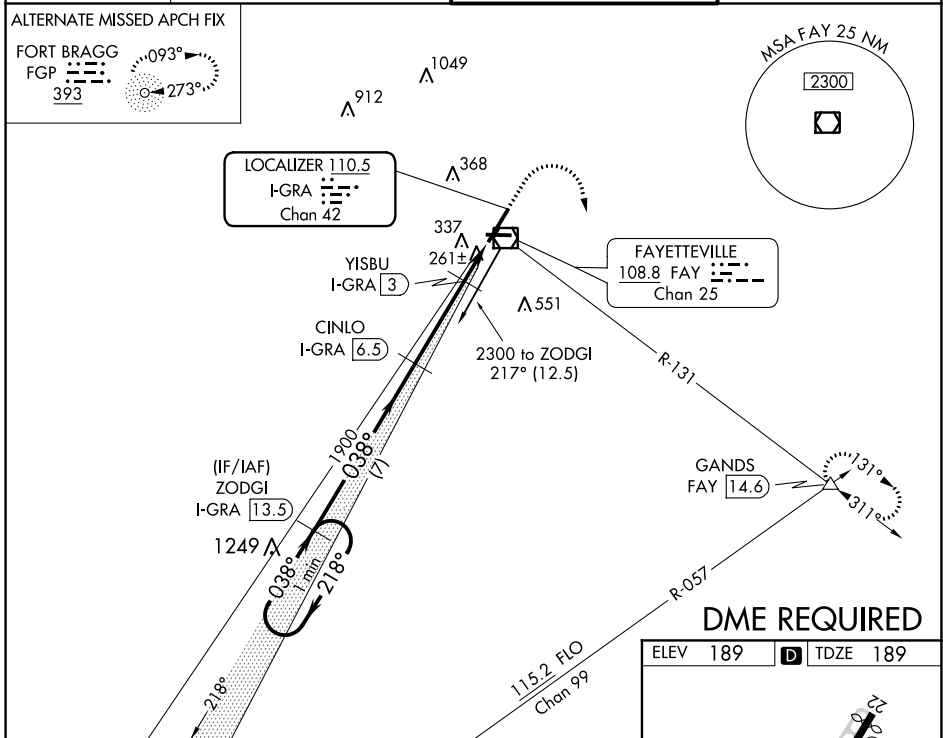 ALTERNATE MISSED APCH FIX
FORT BRAGG
FGP
393
093°
273°
1049
912
MSA FAY 25 NM
2300
LOCALIZER 110.5
I-GRA
Chan 42
368
337
261±
YISBU
I-GRA 3
FAYETTEVILLE
108.8 FAY
Chan 25
551
CINLO
I-GRA 6.5
2300 to ZODGI
217° (12.5)
R-131
1900
038°
(7)
(IF/IAF)
ZODGI
I-GRA 13.5
GANDS
FAY 14.6
131°
311°
1249
038°
1 min
218°
R-057
DME REQUIRED
218°
115.2 FLO
Chan 99
ELEV 189 D TDZE 189
22